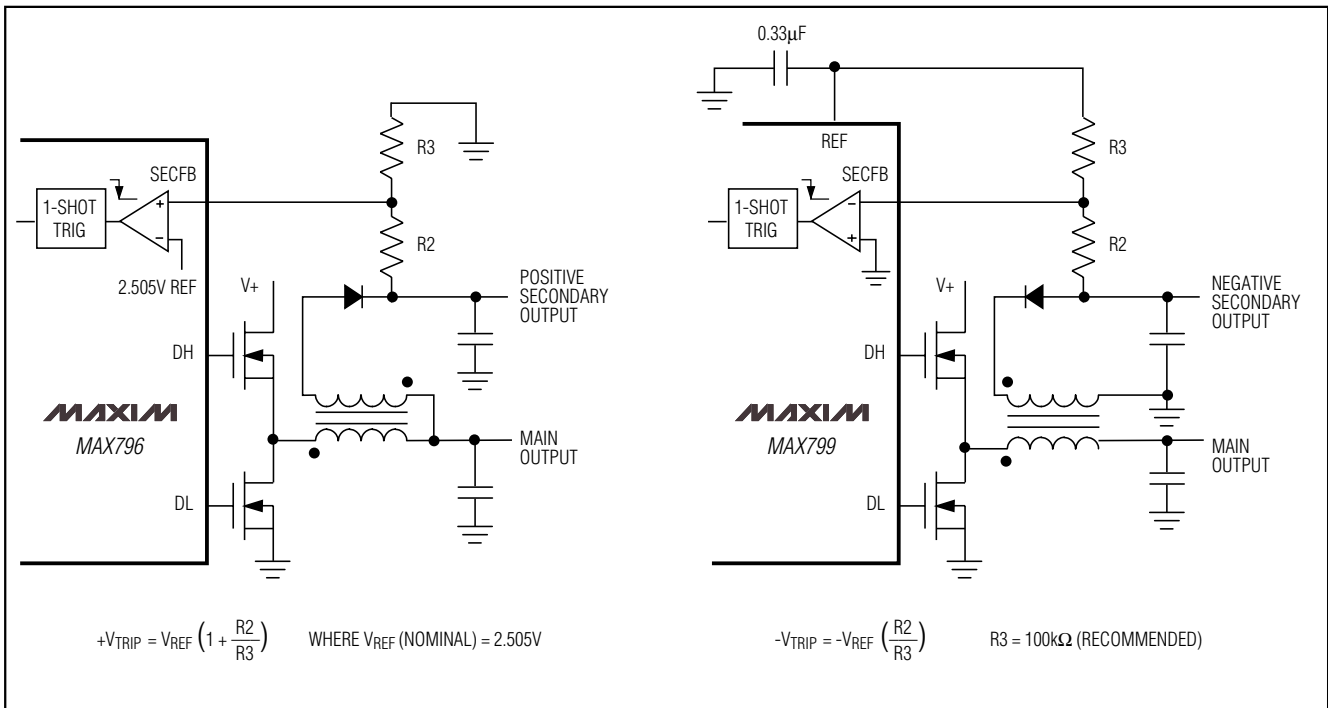 R3
SECFB
1-SHOT
TRIG
+
−
2.505V REF
R2
V+
POSITIVE
SECONDARY
OUTPUT
DH
MAXIM
MAX796
MAIN
OUTPUT
DL
+VTRIP = VREF (1 + R2/R3) WHERE VREF (NOMINAL) = 2.505V
0.33µF
REF
R3
SECFB
1-SHOT
TRIG
−
+
R2
V+
NEGATIVE
SECONDARY
OUTPUT
DH
MAXIM
MAX799
MAIN
OUTPUT
DL
-VTRIP = -VREF (R2/R3) R3 = 100kΩ (RECOMMENDED)